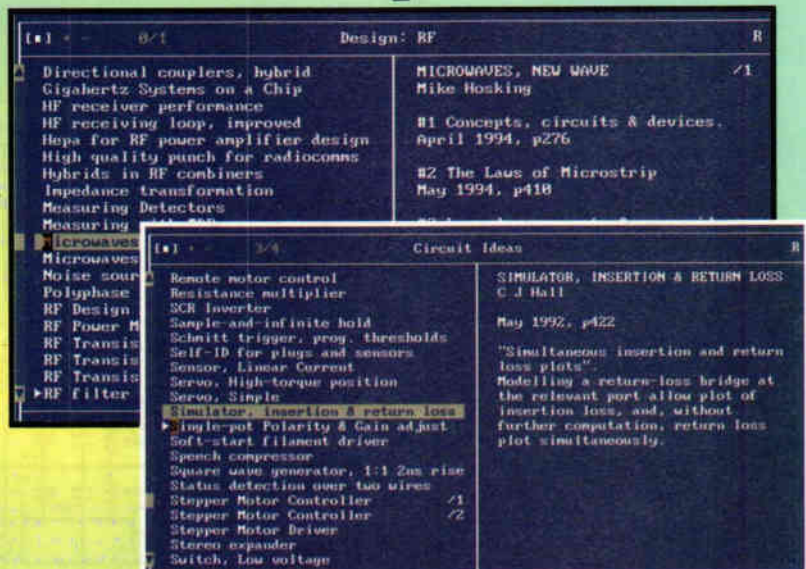 [■] + - 0/1 Design: RF R
Directional couplers, hybrid
Gigahertz Systems on a Chip
HF receiver performance
HF receiving loop, improved
Hepa for RF power amplifier design
High quality punch for radiocomms
Hybrids in RF combiners
Impedance transformation
Measuring Detectors
Measuring
Microwaves
Microwaves
Noise sour
Polyphase
RF Design
RF Power M
RF Transis
RF Transis
RF Transis
►RF filter
MICROWAVES, NEW WAVE /1
Mike Hosking
#1 Concepts, circuits & devices.
April 1994, p276
#2 The Laws of Microstrip
May 1994, p410
[■] + - 3/4 Circuit Ideas R
Remote motor control
Resistance multiplier
SCR Inverter
Sample-and-infinite hold
Schmitt trigger, prog. thresholds
Self-ID for plugs and sensors
Sensor, Linear Current
Servo, High-torque position
Servo, Simple
Simulator, insertion & return loss
►Single-pot Polarity & Gain adjust
Soft-start filament driver
Speech compressor
Square wave generator, 1:1 2ns rise
Status detection over two wires
Stepper Motor Controller /1
Stepper Motor Controller /2
Stepper Motor Driver
Stereo expander
Switch, Low voltage
SIMULATOR, INSERTION & RETURN LOSS
C J Hall
May 1992, p422
"Simultaneous insertion and return
loss plots".
Modelling a return-loss bridge at
the relevant port allow plot of
insertion loss, and, without
further computation, return loss
plot simultaneously.